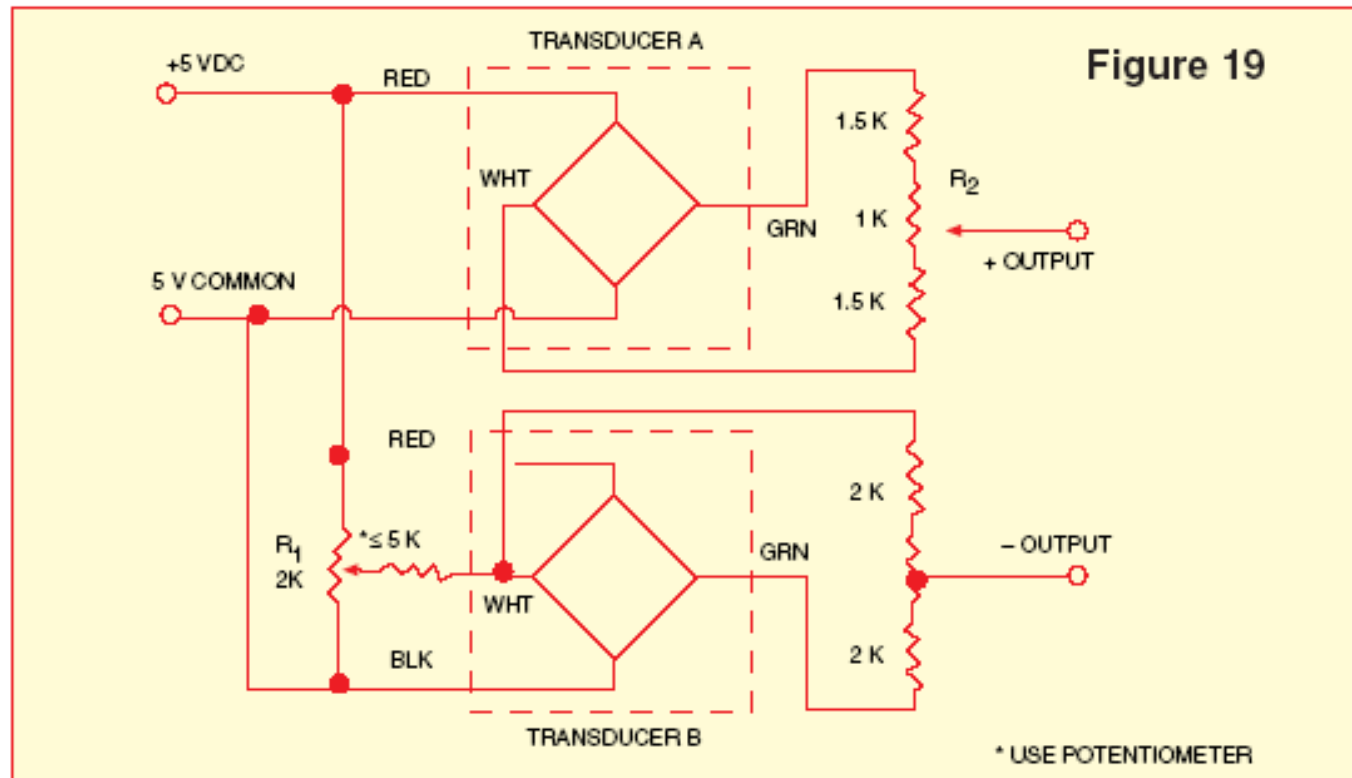 TRANSDUCER A
Figure 19
+5 VDC
RED
1.5 K
WHT
R2
1 K
GRN
+ OUTPUT
5 V COMMON
1.5 K
RED
2 K
*≤ 5 K
R1
GRN
– OUTPUT
2K
WHT
BLK
2 K
TRANSDUCER B
* USE POTENTIOMETER